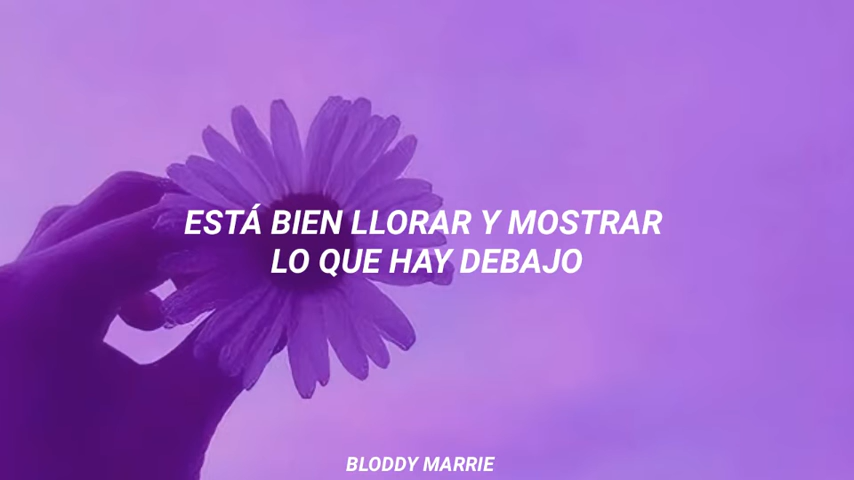 ESTÁ BIEN LLORAR Y MOSTRAR
LO QUE HAY DEBAJO
BLODDY MARRIE